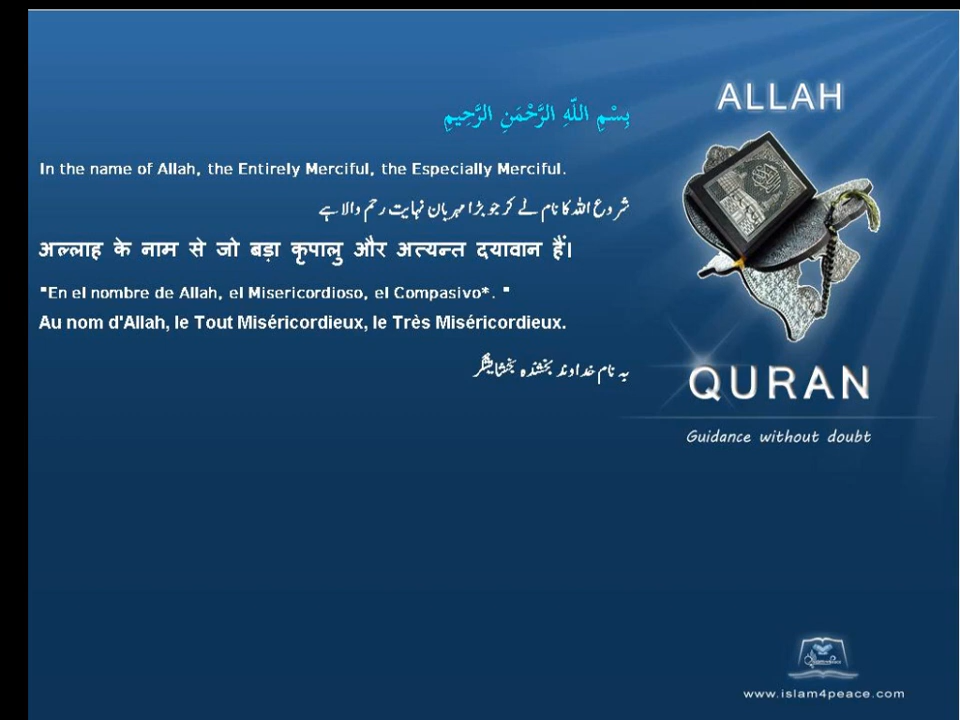 بِسْمِ اللّهِ الرَّحْمَنِ الرَّحِيمِ
In the name of Allah, the Entirely Merciful, the Especially Merciful.
شروع اللہ کا نام لے کر جو بڑا مہربان نہایت رحم والا ہے
अल्लाह के नाम से जो बड़ा कृपालु और अत्यन्त दयावान हैं।
"En el nombre de Allah, el Misericordioso, el Compasivo*. "
Au nom d'Allah, le Tout Miséricordieux, le Très Miséricordieux.
به نام خداوند بخشنده بخشایشگر
ALLAH
QURAN
Guidance without doubt
www.islam4peace.com